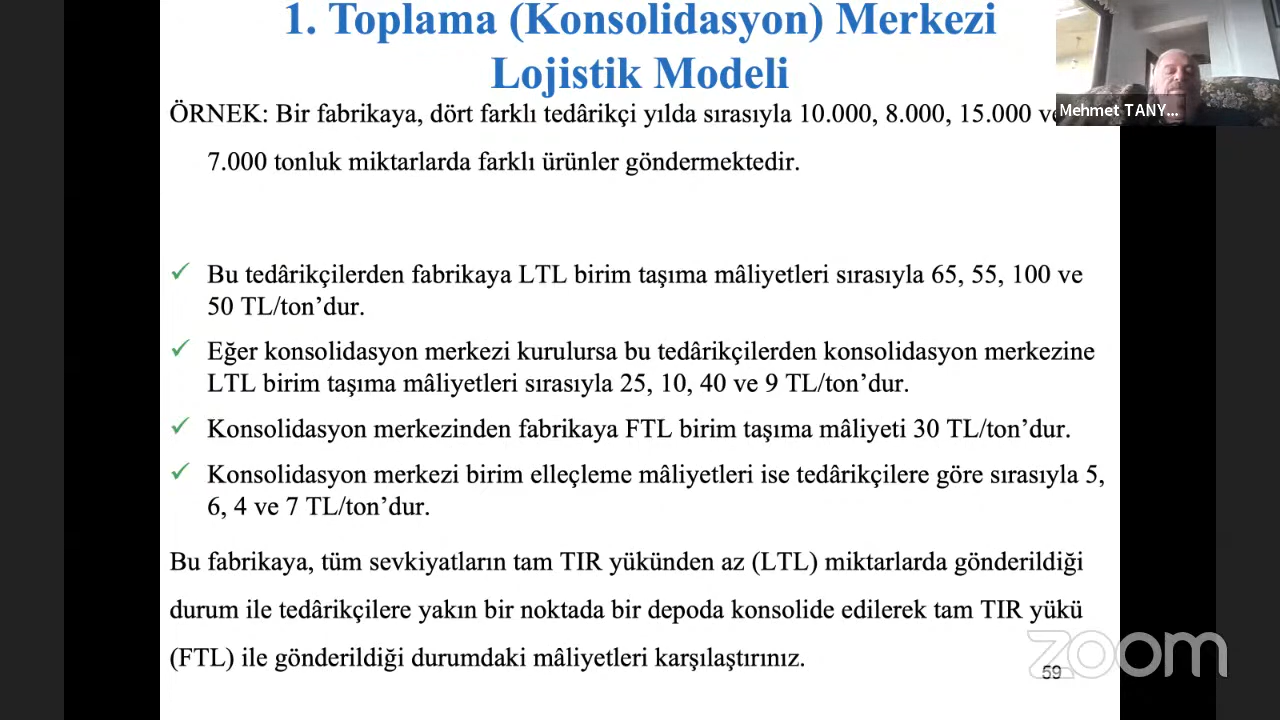 1. Toplama (Konsolidasyon) Merkezi
Lojistik Modeli
ÖRNEK: Bir fabrikaya, dört farklı tedârikçi yılda sırasıyla 10.000, 8.000, 15.000 ve
7.000 tonluk miktarlarda farklı ürünler göndermektedir.
Mehmet TANY...
✓ Bu tedârikçilerden fabrikaya LTL birim taşıma mâliyetleri sırasıyla 65, 55, 100 ve
50 TL/ton’dur.
✓ Eğer konsolidasyon merkezi kurulursa bu tedârikçilerden konsolidasyon merkezine
LTL birim taşıma mâliyetleri sırasıyla 25, 10, 40 ve 9 TL/ton’dur.
✓ Konsolidasyon merkezinden fabrikaya FTL birim taşıma mâliyeti 30 TL/ton’dur.
✓ Konsolidasyon merkezi birim elleçleme mâliyetleri ise tedârikçilere göre sırasıyla 5,
6, 4 ve 7 TL/ton’dur.
Bu fabrikaya, tüm sevkiyatların tam TIR yükünden az (LTL) miktarlarda gönderildiği
durum ile tedârikçilere yakın bir noktada bir depoda konsolide edilerek tam TIR yükü
(FTL) ile gönderildiği durumdaki mâliyetleri karşılaştırınız.
zoom
59